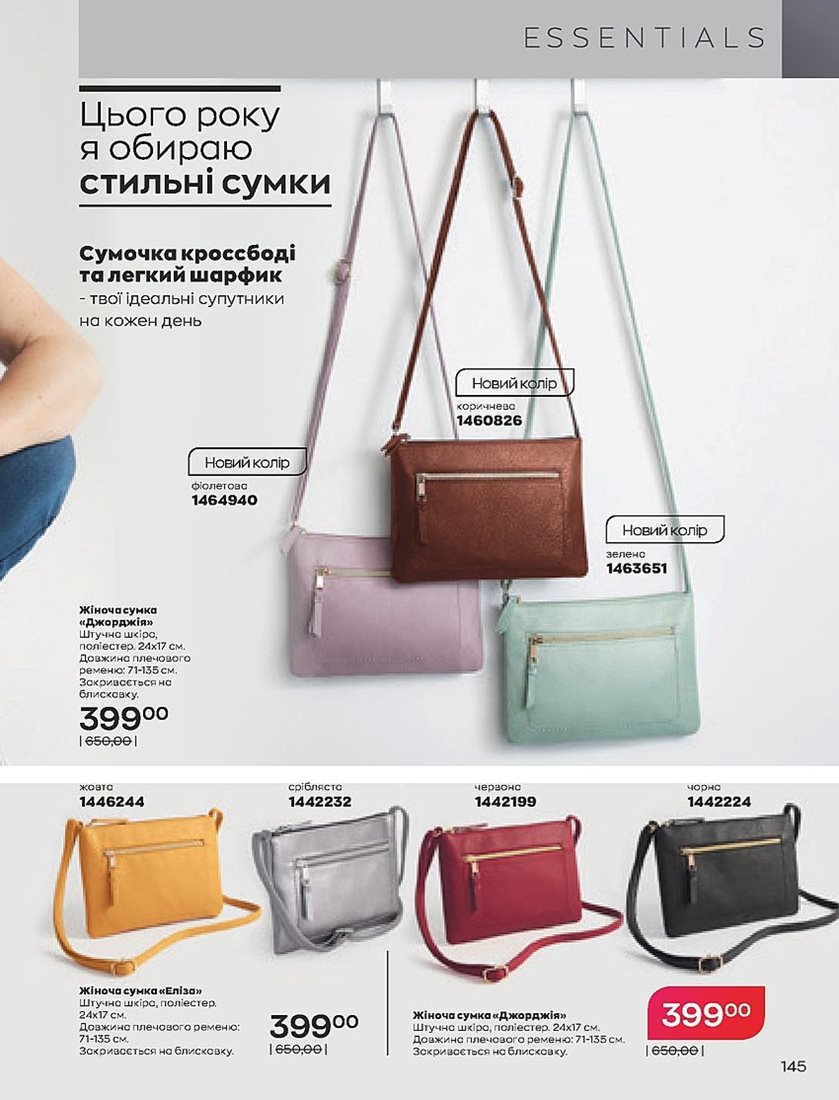 ESSENTIALS
Цього року
я обираю
стильні сумки
Сумочка кроссбоді
та легкий шарфик
- твої ідеальні супутники
на кожен день
Новий колір
коричнева
1460826
Новий колір
фіолетова
1464940
Новий колір
зелена
1463651
Жіноча сумка
«Джорджія»
Штучна шкіра,
поліестер. 24х17 см.
Довжина плечового
ременю: 71-135 см.
Закривається на
блискавку.
399⁰⁰
| 650,00 |
жовта
1446244
срібляста
1442232
червона
1442199
чорна
1442224
Жіноча сумка «Еліза»
Штучна шкіра, поліестер.
24х17 см.
Довжина плечового ременю:
71-135 см.
Закривається на блискавку.
399⁰⁰
| 650,00 |
Жіноча сумка «Джорджія»
Штучна шкіра, поліестер. 24х17 см.
Довжина плечового ременю: 71-135 см.
Закривається на блискавку.
399⁰⁰
| 650,00 |
145